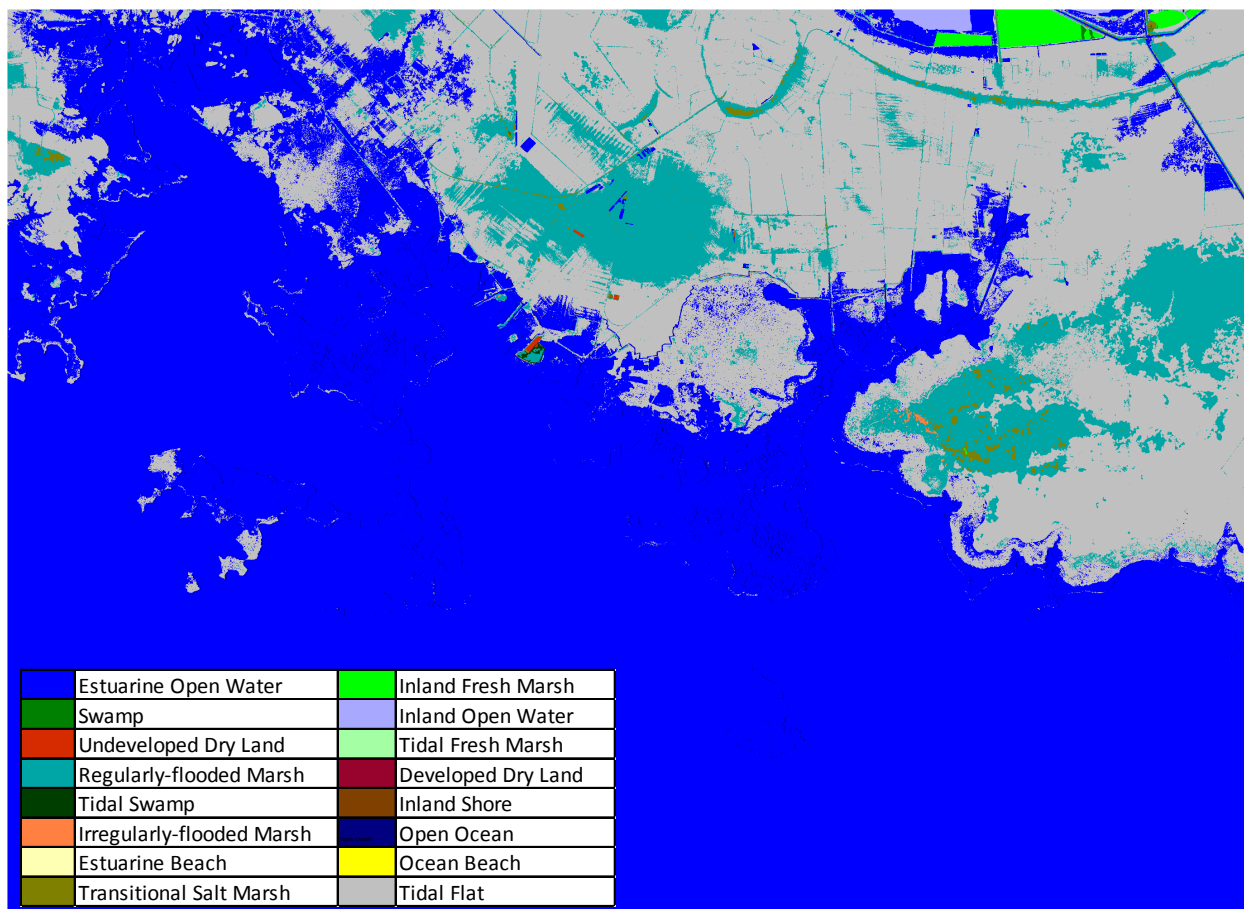 Estuarine Open Water Inland Fresh Marsh
Swamp Inland Open Water
Undeveloped Dry Land Tidal Fresh Marsh
Regularly-flooded Marsh Developed Dry Land
Tidal Swamp Inland Shore
Irregularly-flooded Marsh Open Ocean
Estuarine Beach Ocean Beach
Transitional Salt Marsh Tidal Flat